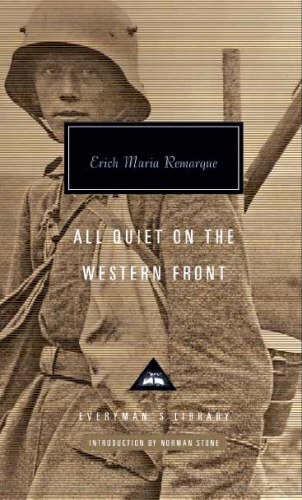 Erich Maria Remarque
ALL QUIET ON THE
WESTERN FRONT
EVERYMAN'S LIBRARY
INTRODUCTION BY NORMAN STONE